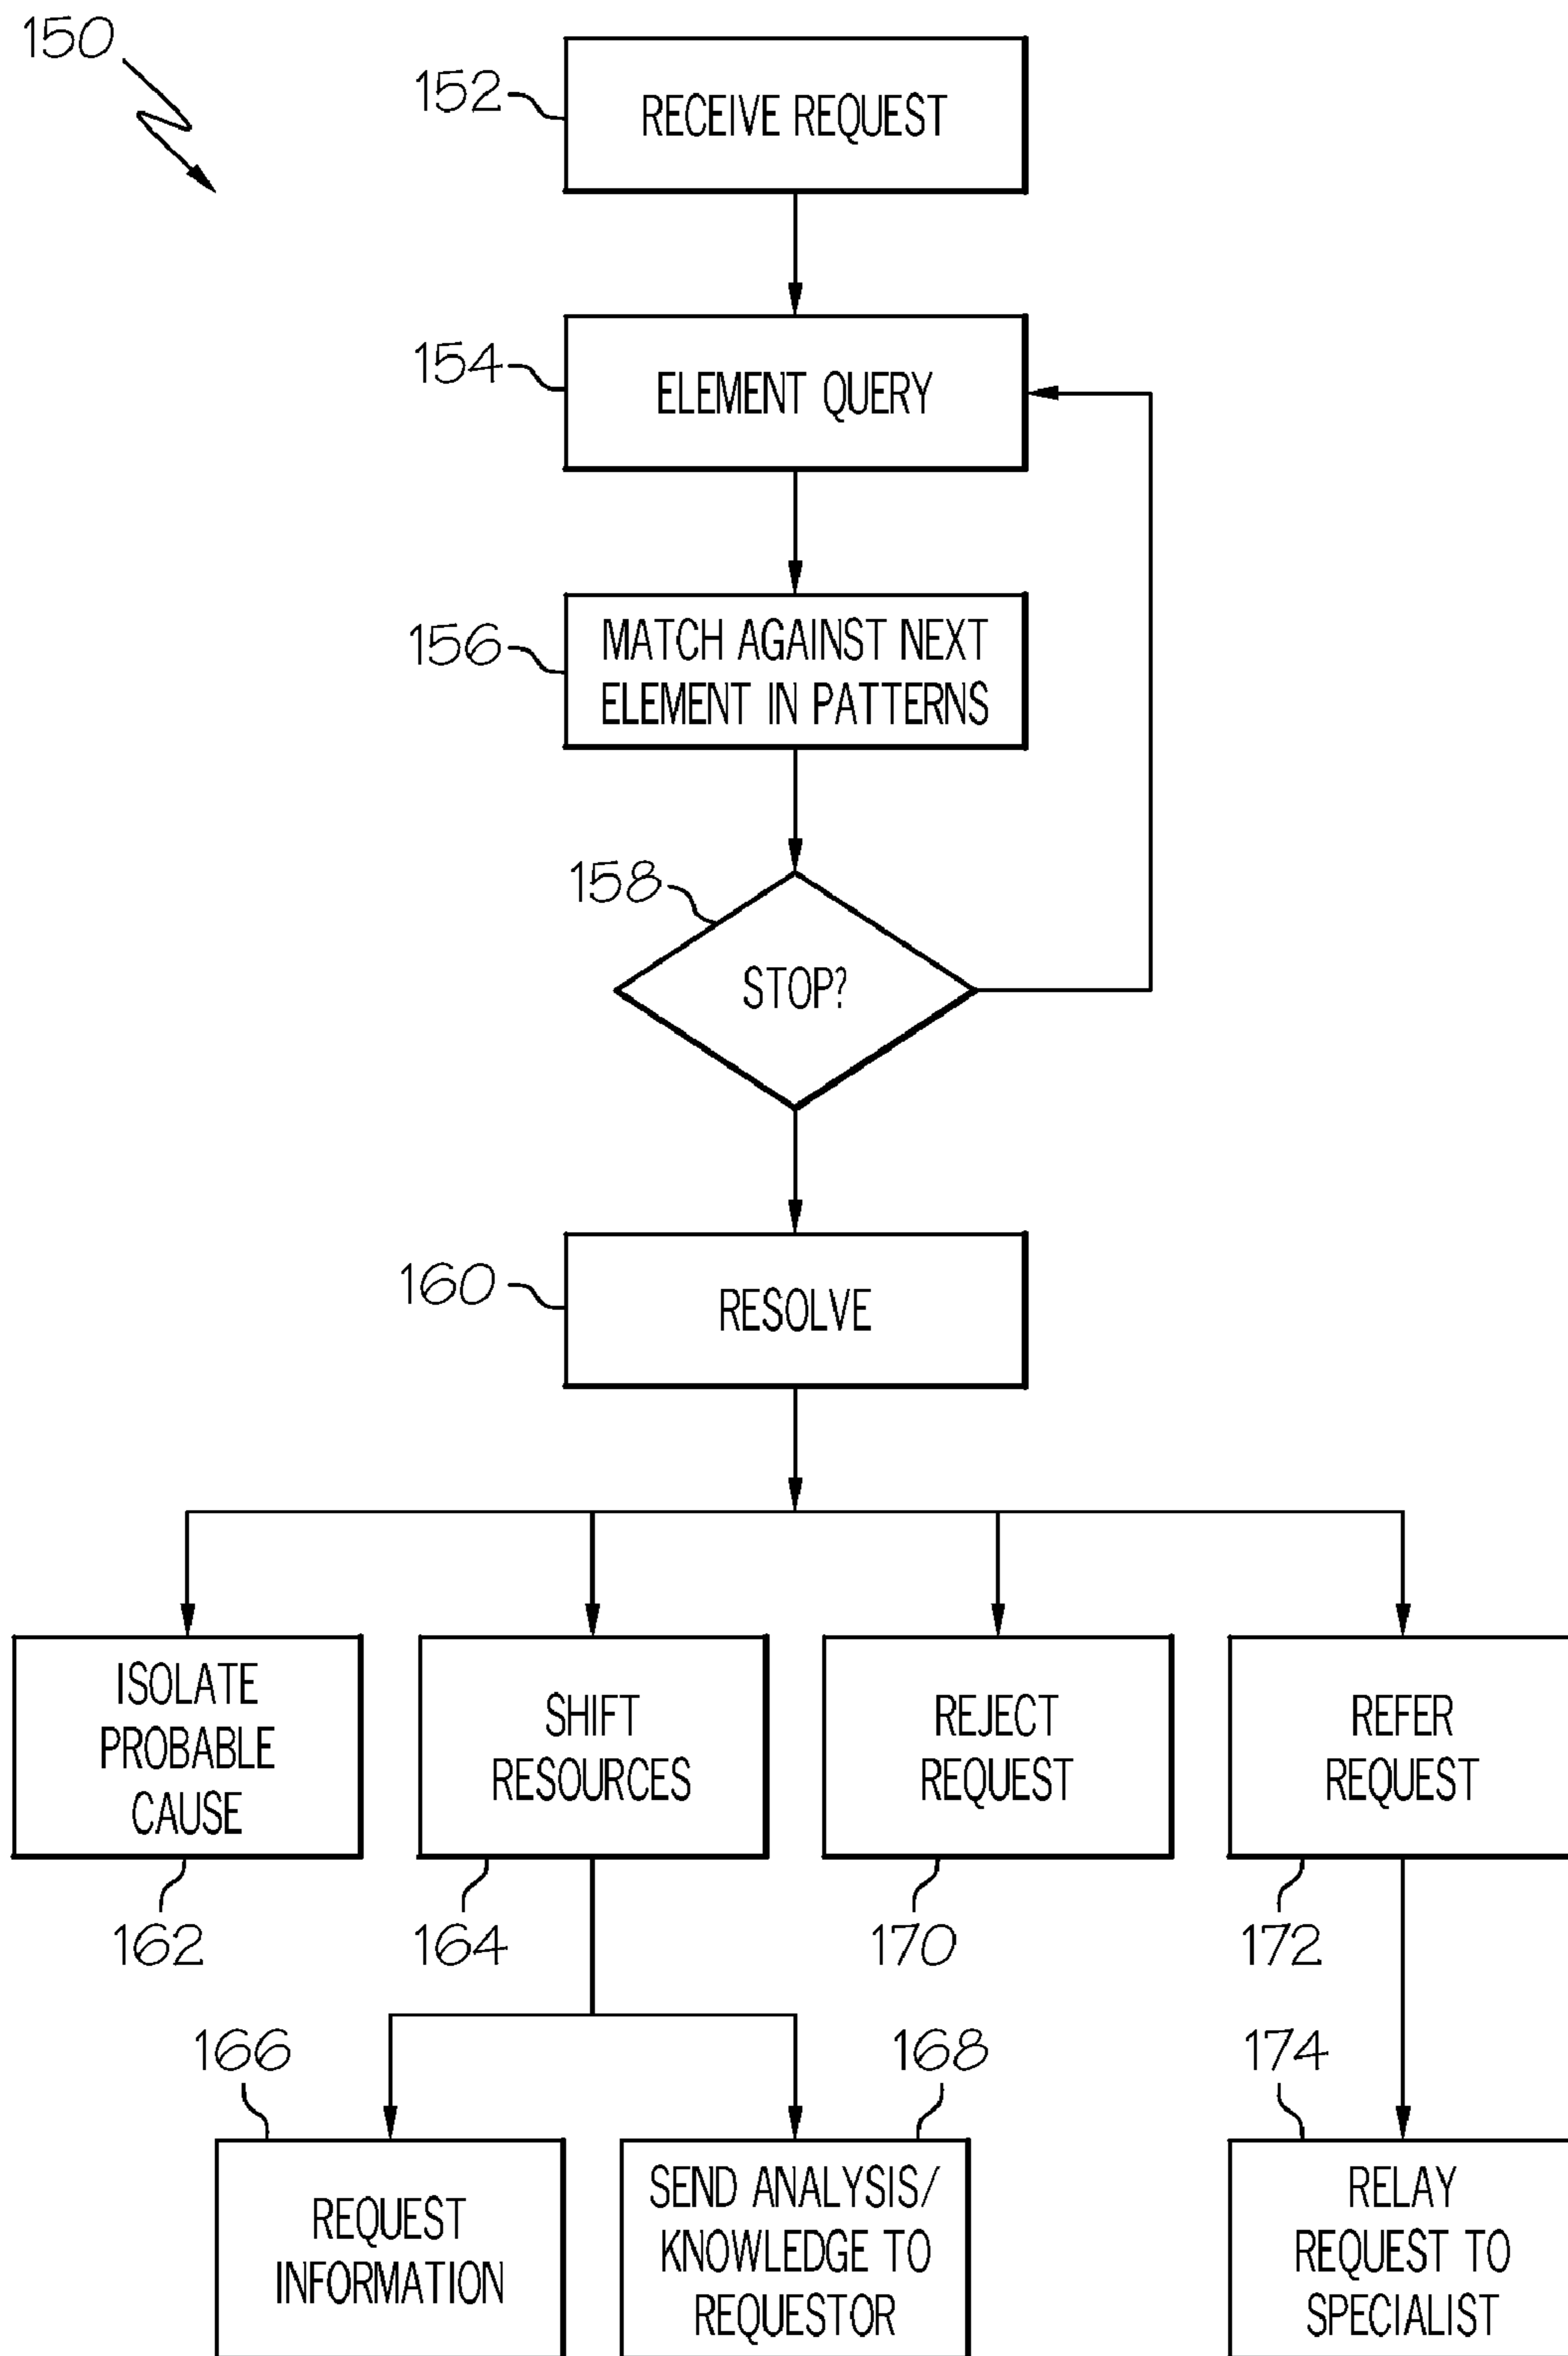 150
152
RECEIVE REQUEST
154
ELEMENT QUERY
156
MATCH AGAINST NEXT
ELEMENT IN PATTERNS
158
STOP?
160
RESOLVE
ISOLATE
PROBABLE
CAUSE
SHIFT
RESOURCES
REJECT
REQUEST
REFER
REQUEST
162
164
170
172
166
168
174
REQUEST
INFORMATION
SEND ANALYSIS/
KNOWLEDGE TO
REQUESTOR
RELAY
REQUEST TO
SPECIALIST